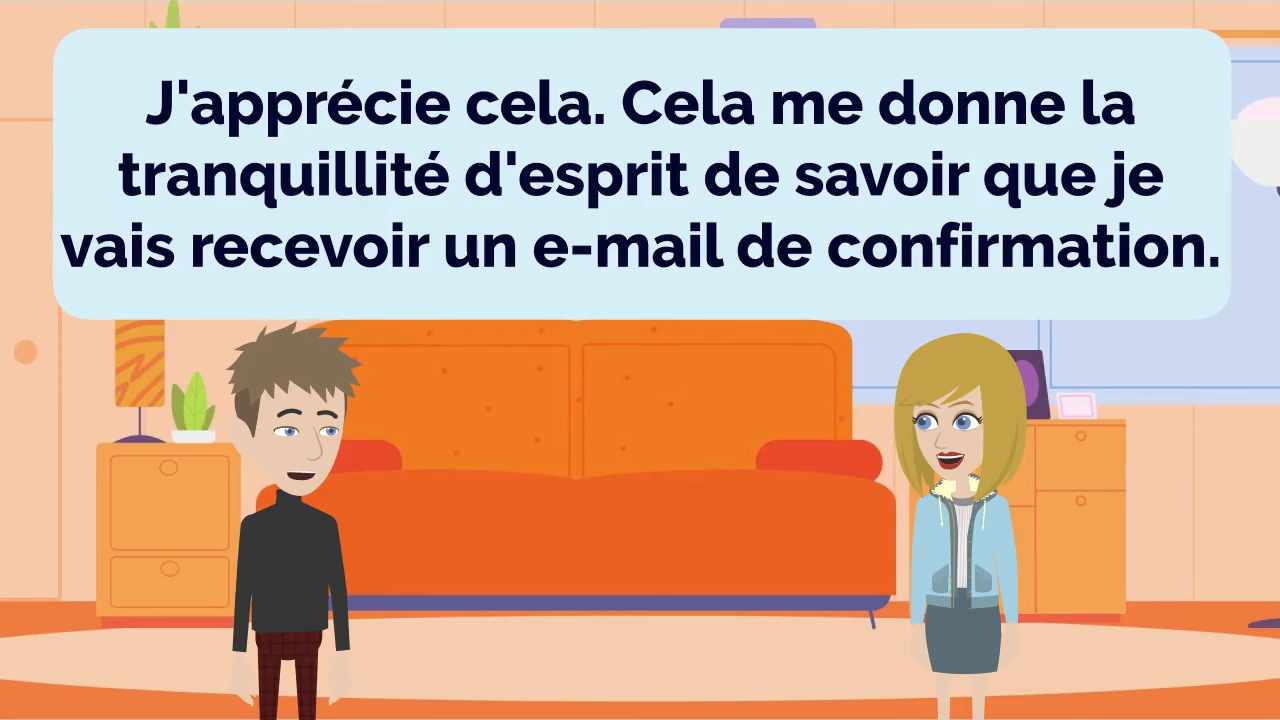 J'apprécie cela. Cela me donne la
tranquillité d'esprit de savoir que je
vais recevoir un e-mail de confirmation.